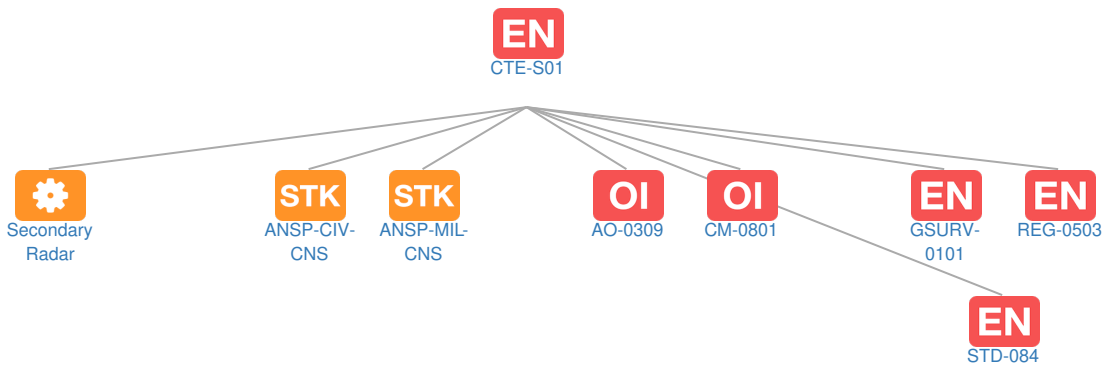 EN
CTE-S01
STK
STK
OI
OI
EN
EN
Secondary
Radar
ANSP-CIV-
CNS
ANSP-MIL-
CNS
AO-0309
CM-0801
GSURV-
0101
REG-0503
EN
STD-084